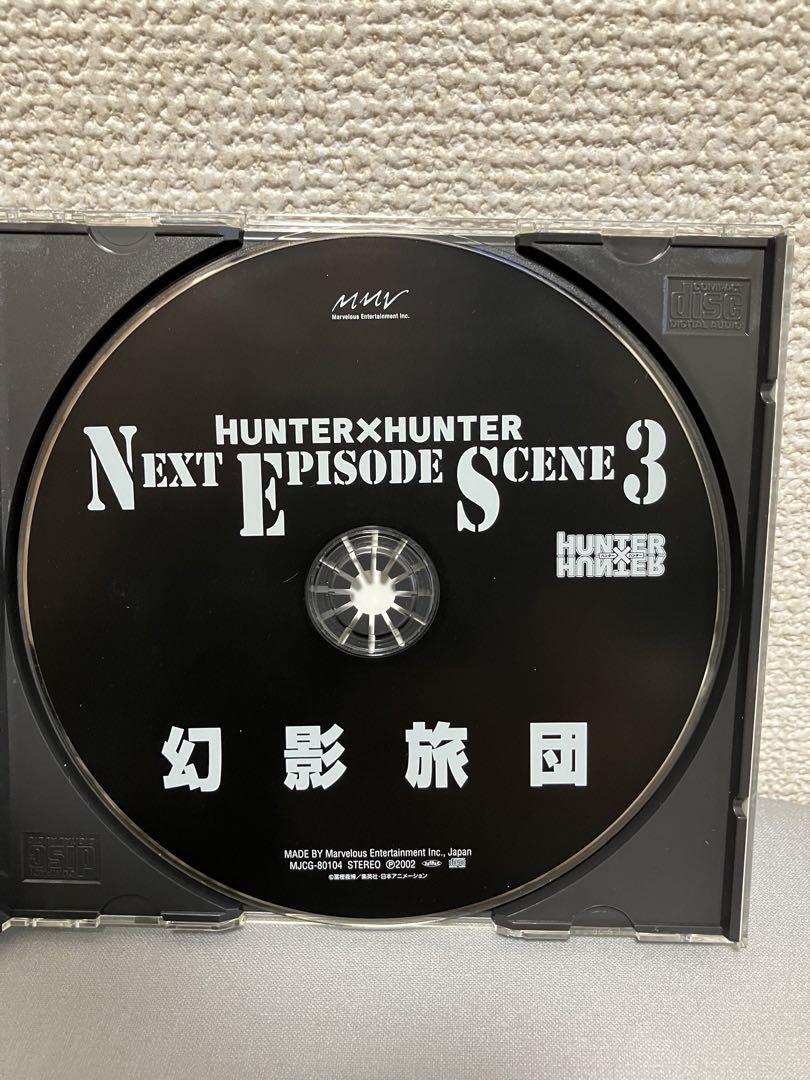 MMV
Marvelous Entertainment Inc.
COMPACT
disc
DIGITAL AUDIO
HUNTER×HUNTER
NEXT EPISODE SCENE 3
HUNTER
×
HUNTER
幻影旅団
MADE BY Marvelous Entertainment Inc., Japan
MJCG-80104 STEREO Ⓟ2002
©冨樫義博/集英社・日本アニメーション